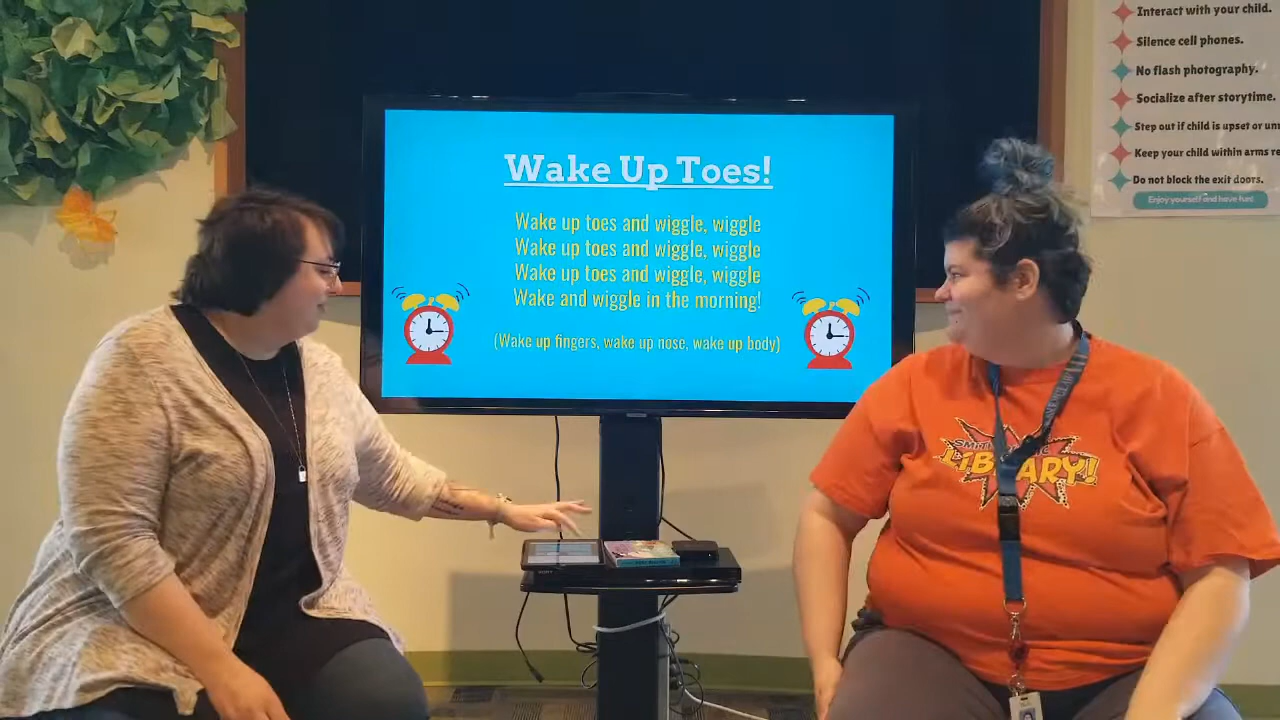 Interact with your child.
Silence cell phones.
No flash photography.
Socialize after storytime.
Step out if child is upset or
Keep your child within arms
Do not block the exit doors.
Enjoy yourself and have fun!
Wake Up Toes!
Wake up toes and wiggle, wiggle
Wake up toes and wiggle, wiggle
Wake up toes and wiggle, wiggle
Wake and wiggle in the morning!
(Wake up fingers, wake up nose, wake up body)
LIBRARY!